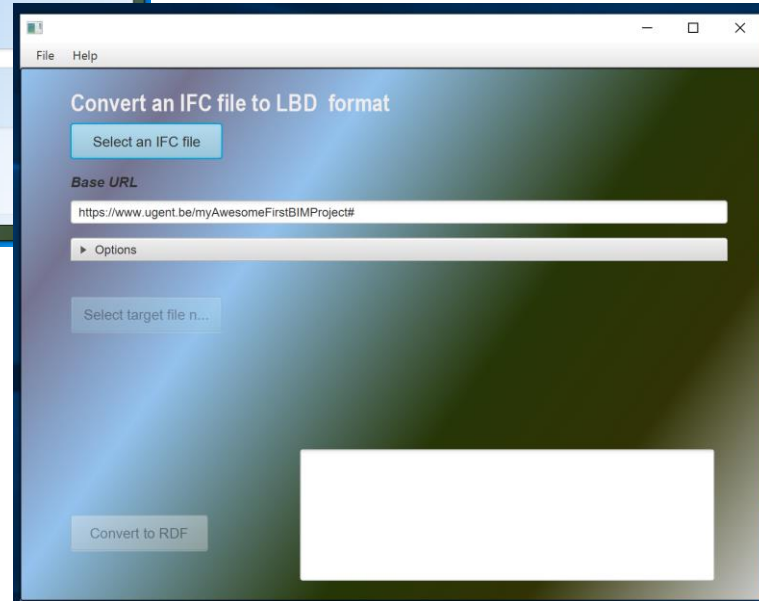 File Help
Convert an IFC file to LBD format
Select an IFC file
Base URL
https://www.ugent.be/myAwesomeFirstBIMProject#
Options
Select target file n...
Convert to RDF